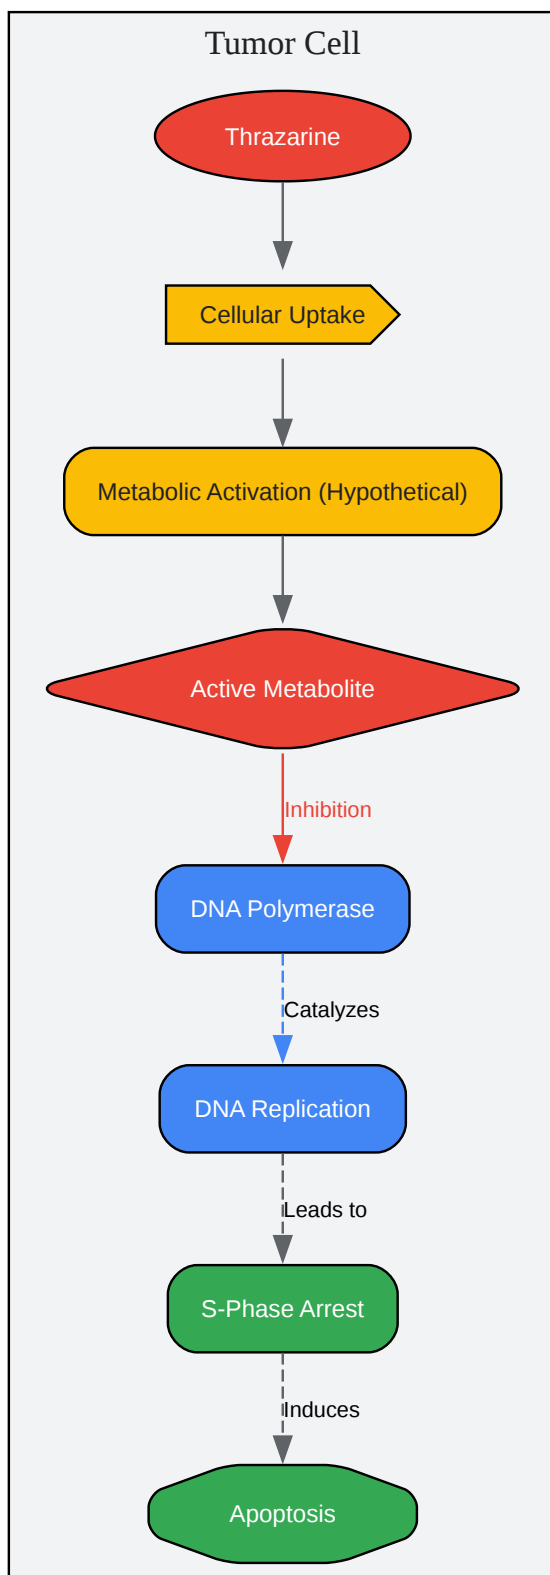 Tumor Cell
Thrazarine
Cellular Uptake
Metabolic Activation (Hypothetical)
Active Metabolite
Inhibition
DNA Polymerase
Catalyzes
DNA Replication
Leads to
S-Phase Arrest
Induces
Apoptosis